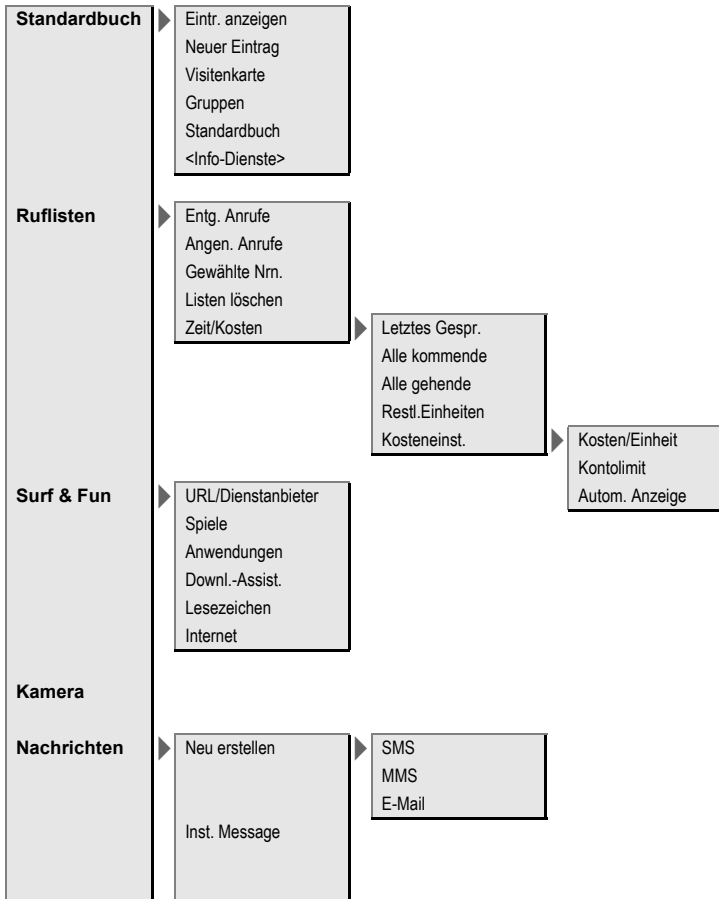 Standardbuch
Eintr. anzeigen
Neuer Eintrag
Visitenkarte
Gruppen
Standardbuch
<Info-Dienste>
Ruflisten
Entg. Anrufe
Angen. Anrufe
Gewählte Nrn.
Listen löschen
Zeit/Kosten
Letztes Gespr.
Alle kommende
Alle gehende
Restl.Einheiten
Kosteneinst.
Kosten/Einheit
Kontolimit
Autom. Anzeige
Surf & Fun
URL/Dienstanbieter
Spiele
Anwendungen
Downl.-Assist.
Lesezeichen
Internet
Kamera
Nachrichten
Neu erstellen
SMS
MMS
E-Mail
Inst. Message